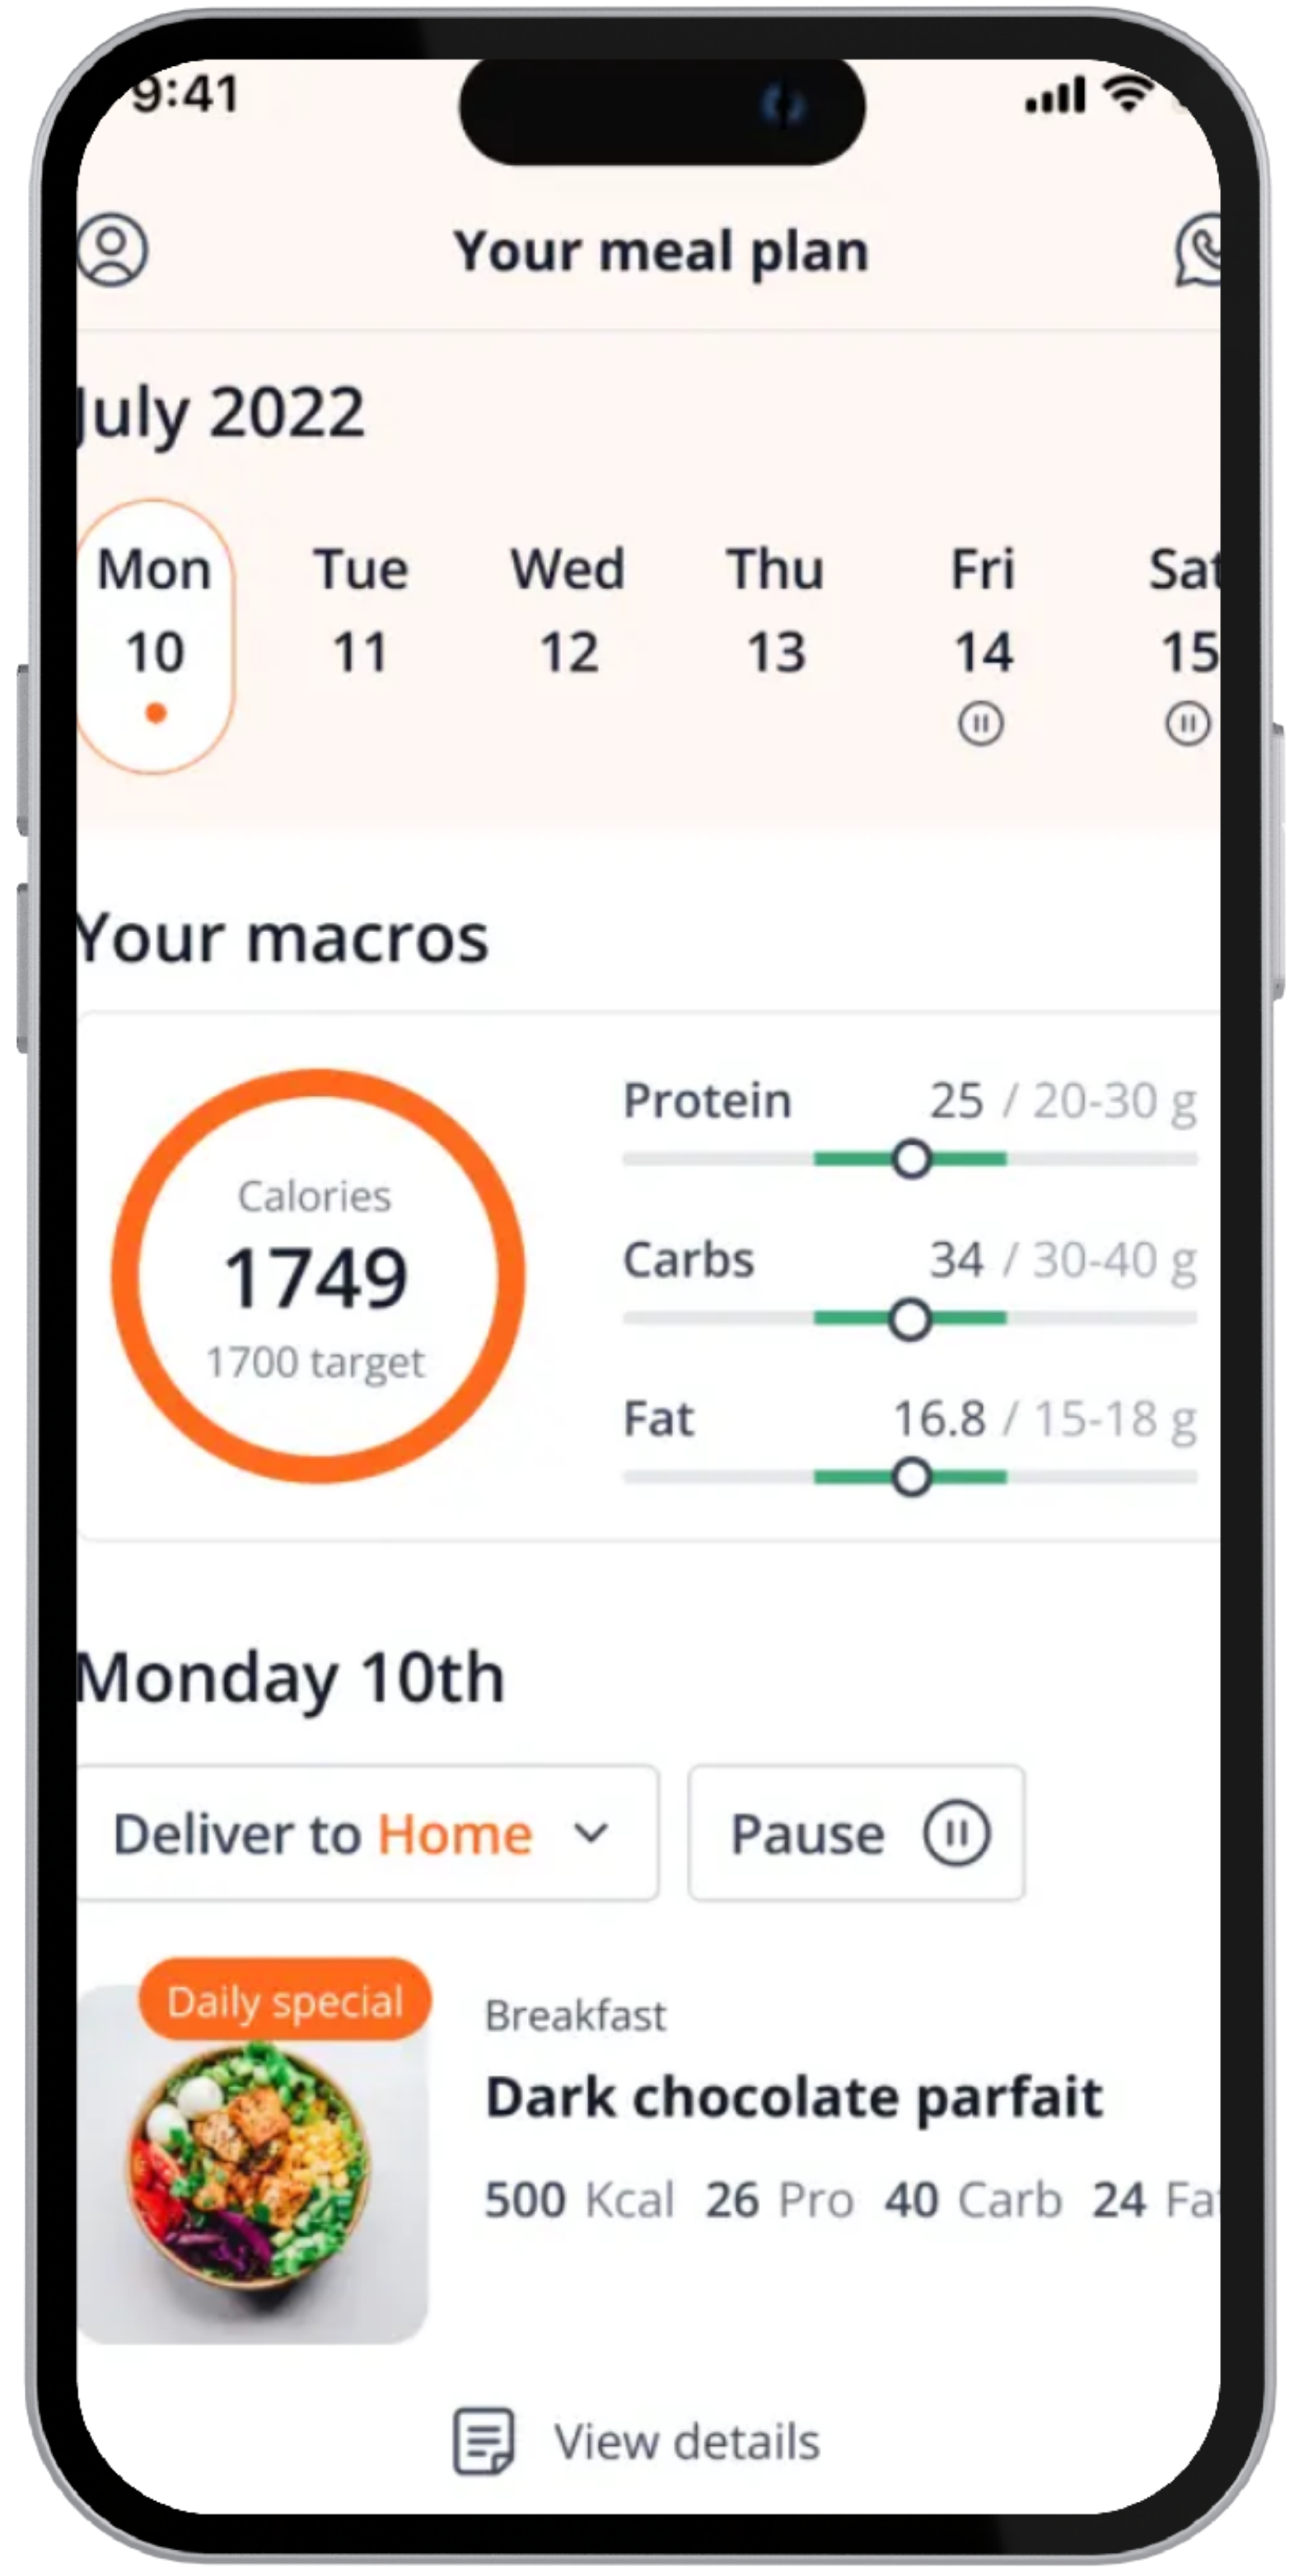 9:41
Your meal plan
July 2022
Mon Tue Wed Thu Fri Sat
10 11 12 13 14 15
Your macros
Calories
1749
1700 target
Protein 25 / 20-30 g
Carbs 34 / 30-40 g
Fat 16.8 / 15-18 g
Monday 10th
Deliver to Home
Pause
Daily special
Breakfast
Dark chocolate parfait
500 Kcal 26 Pro 40 Carb 24 Fat
View details